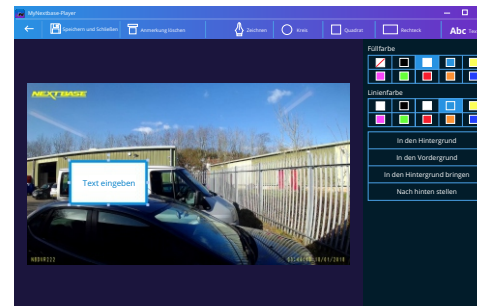 MyNextbase-Player
Speichern und Schließen
Anmerkung löschen
Zeichnen
Kreis
Quadrat
Rechteck
Abc
Füllfarbe
NEXTBASE
Linienfarbe
In den Hintergrund
In den Vordergrund
In den Hintergrund bringen
Nach hinten stellen
Text eingeben